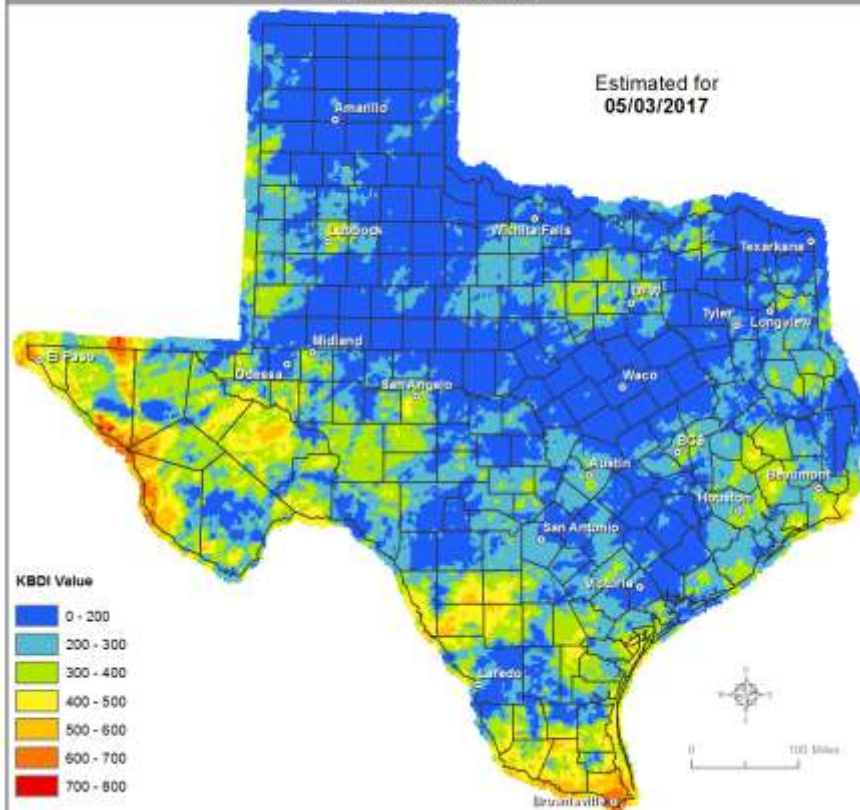 Estimated for
05/03/2017
Amarillo
Lubbock
Wichita Falls
Texarkana
DFW
Tyler
Longview
El Paso
Midland
Odessa
San Angelo
Waco
BCS
Austin
Beaumont
Houston
San Antonio
Victoria
Laredo
Brownsville
KBDI Value
0 - 200
200 - 300
300 - 400
400 - 500
500 - 600
600 - 700
700 - 800
0 100 Miles